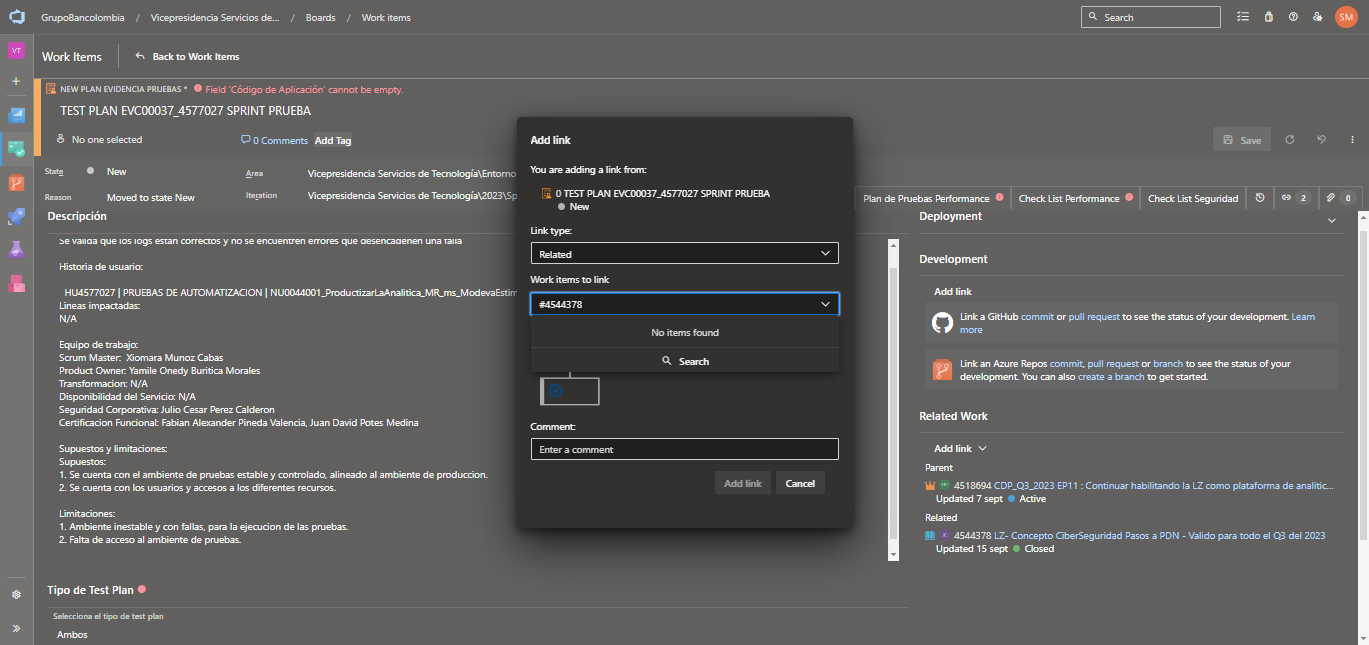 GrupoBancolombia / Vicepresidencia Servicios de... / Boards / Work items
Search
SM
VT
Work Items
Back to Work Items
NEW PLAN EVIDENCIA PRUEBAS * Field 'Código de Aplicación' cannot be empty.
TEST PLAN EVC00037_4577027 SPRINT PRUEBA
No one selected
0 Comments
Add Tag
Save
State
New
Area
Vicepresidencia Servicios de Tecnología\Entorno
Reason
Moved to state New
Iteration
Vicepresidencia Servicios de Tecnología\2023\Sp
Plan de Pruebas Performance
Check List Performance
Check List Seguridad
2
0
Descripción
Se valida que los logs estan correctos y no se encuentren errores que desencadenen una falla
Historia de usuario:
HU4577027 | PRUEBAS DE AUTOMATIZACION | NU0044001_ProductizarLaAnalitica_MR_ms_ModevaEstim
Lineas impactadas:
N/A
Equipo de trabajo:
Scrum Master: Xiomara Munoz Cabas
Product Owner: Yamile Onedy Buritica Morales
Transformacion: N/A
Disponibilidad del Servicio: N/A
Seguridad Corporativa: Julio Cesar Perez Calderon
Certificacion Funcional: Fabian Alexander Pineda Valencia, Juan David Potes Medina
Supuestos y limitaciones:
Supuestos:
1. Se cuenta con el ambiente de pruebas estable y controlado, alineado al ambiente de produccion.
2. Se cuenta con los usuarios y accesos a los diferentes recursos.
Limitaciones:
1. Ambiente inestable y con fallas, para la ejecucion de las pruebas.
2. Falta de acceso al ambiente de pruebas.
Tipo de Test Plan
Selecciona el tipo de test plan
Ambos
Add link
You are adding a link from:
0 TEST PLAN EVC00037_4577027 SPRINT PRUEBA
New
Link type:
Related
Work items to link
#4544378
No items found
Search
Comment:
Enter a comment
Add link
Cancel
Deployment
Development
Add link
Link a GitHub commit or pull request to see the status of your development. Learn
more
Link an Azure Repos commit, pull request or branch to see the status of your
development. You can also create a branch to get started.
Related Work
Add link
Parent
4518694 CDP_Q3_2023 EP11 : Continuar habilitando la LZ como plataforma de analitic...
Updated 7 sept Active
Related
4544378 LZ- Concepto CiberSeguridad Pasos a PDN - Valido para todo el Q3 del 2023
Updated 15 sept Closed